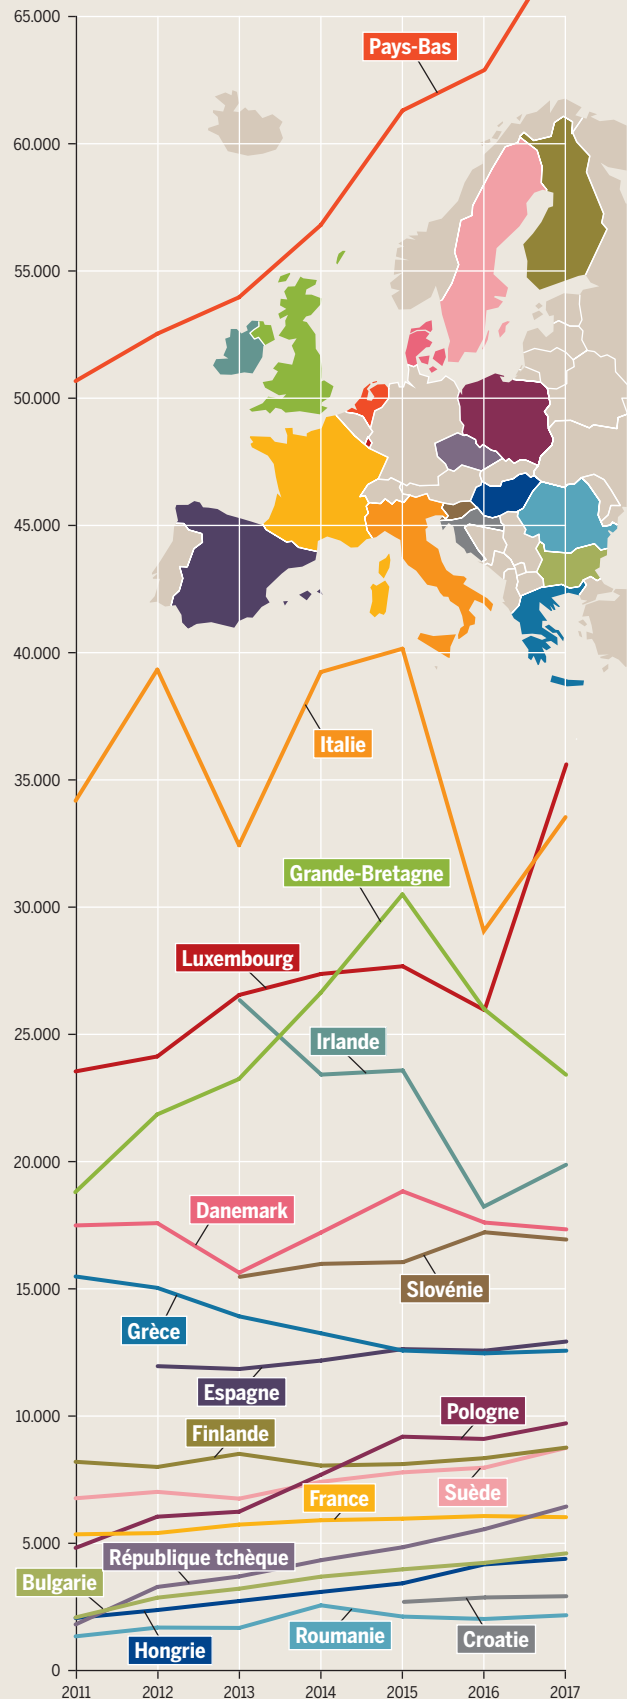 65.000
Pays-Bas
60.000
55.000
50.000
45.000
40.000
Italie
35.000
Grande-Bretagne
30.000
Luxembourg
25.000
Irlande
20.000
Danemark
15.000
Slovénie
Grèce
Espagne
10.000
Pologne
Finlande
Suède
France
5.000
République tchèque
Bulgarie
Roumanie
Croatie
Hongrie
0
2011 2012 2013 2014 2015 2016 2017